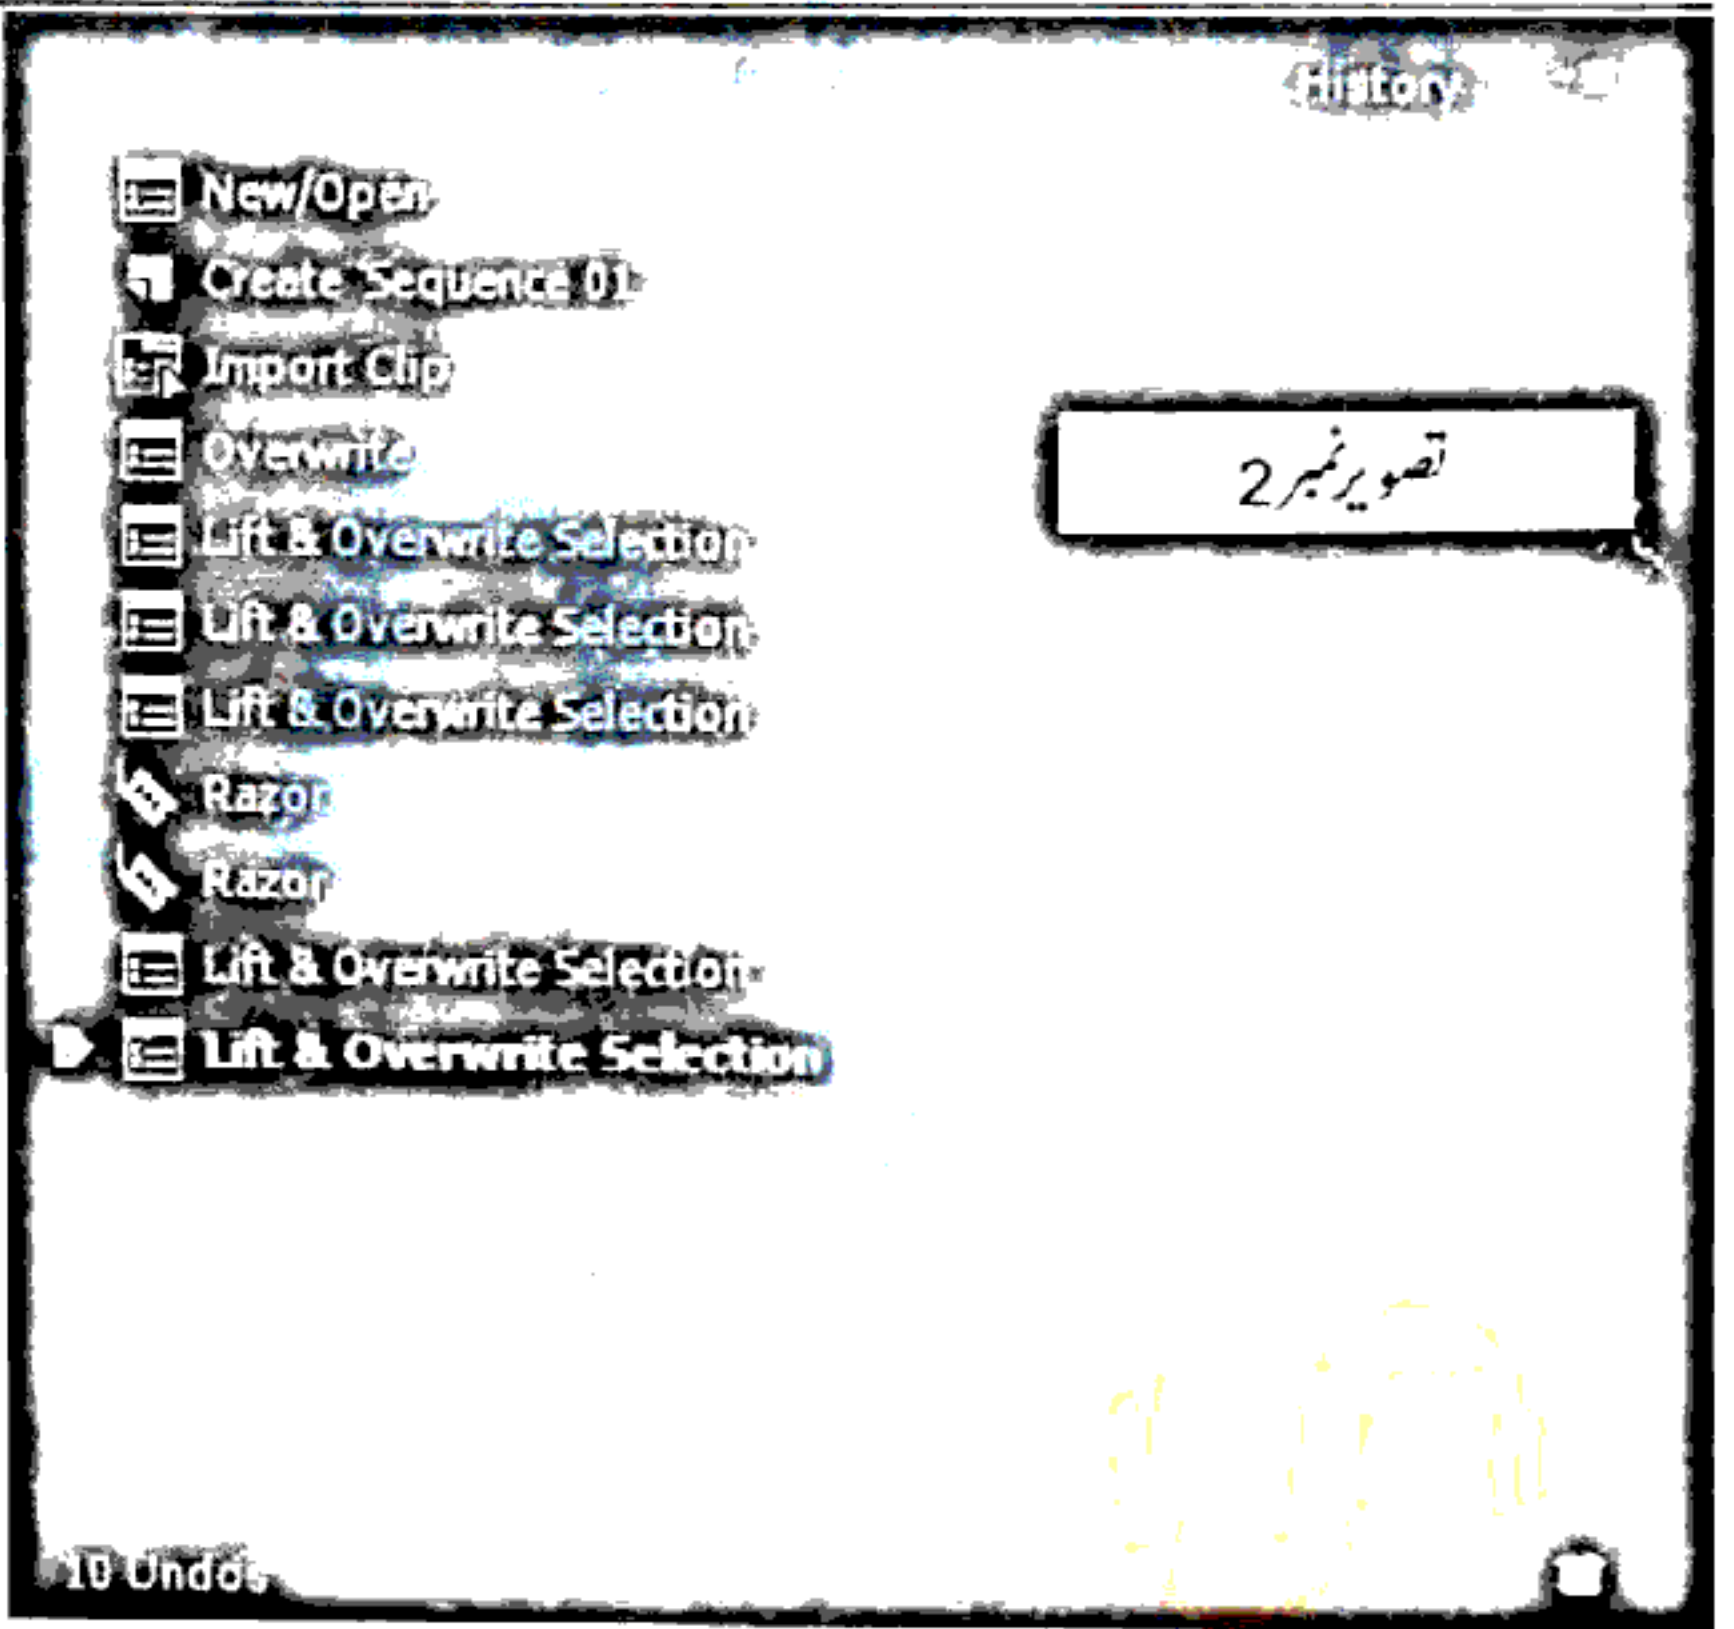 History
New/Open
Create Sequence 01
Import Clip
Overwrite
تصویر نمبر 2
Lift & Overwrite Selection
Lift & Overwrite Selection
Lift & Overwrite Selection
Razor
Razor
Lift & Overwrite Selection
Lift & Overwrite Selection
10 Undos